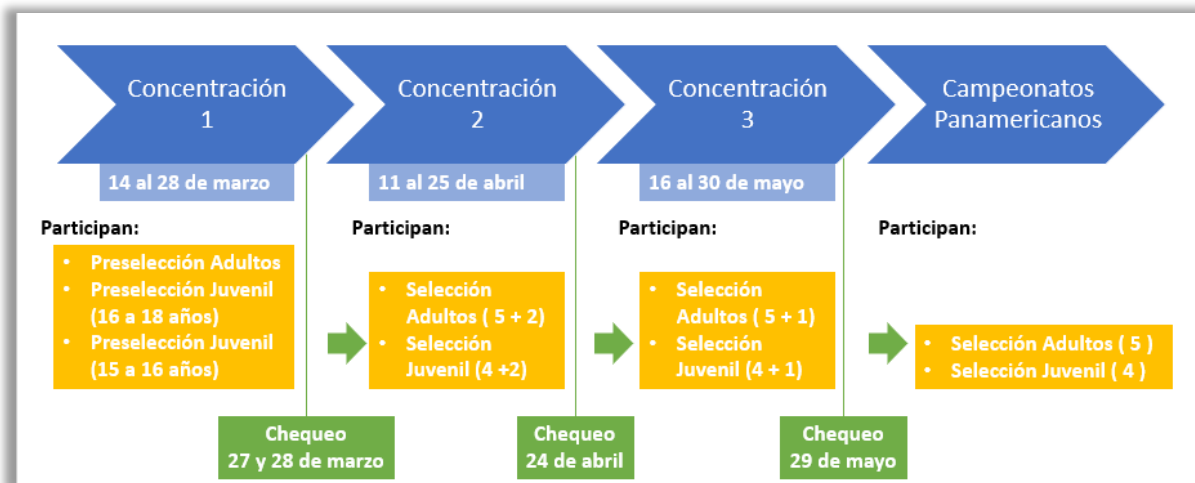 Concentración
1
Concentración
2
Concentración
3
Campeonatos
Panamericanos
14 al 28 de marzo
11 al 25 de abril
16 al 30 de mayo
Participan:
Participan:
Participan:
Participan:
• Preselección Adultos
• Preselección Juvenil
(16 a 18 años)
• Preselección Juvenil
(15 a 16 años)
• Selección
Adultos ( 5 + 2)
• Selección
Juvenil (4 +2)
• Selección
Adultos ( 5 + 1)
• Selección
Juvenil (4 + 1)
• Selección Adultos ( 5 )
• Selección Juvenil ( 4 )
Chequeo
27 y 28 de marzo
Chequeo
24 de abril
Chequeo
29 de mayo